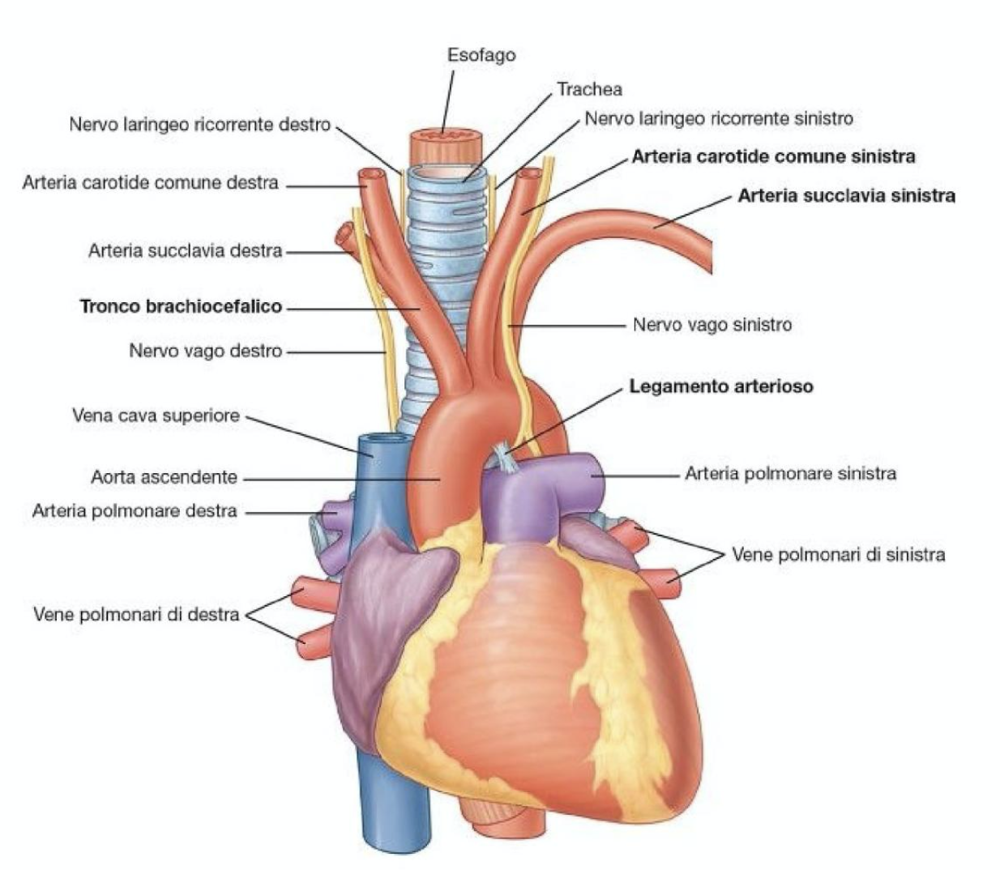 Esofago
Trachea
Nervo laringeo ricorrente destro
Nervo laringeo ricorrente sinistro
Arteria carotide comune sinistra
Arteria carotide comune destra
Arteria succlavia sinistra
Arteria succlavia destra
Tronco brachiocefalico
Nervo vago sinistro
Nervo vago destro
Legamento arterioso
Vena cava superiore
Arteria polmonare sinistra
Aorta ascendente
Arteria polmonare destra
Vene polmonari di sinistra
Vene polmonari di destra